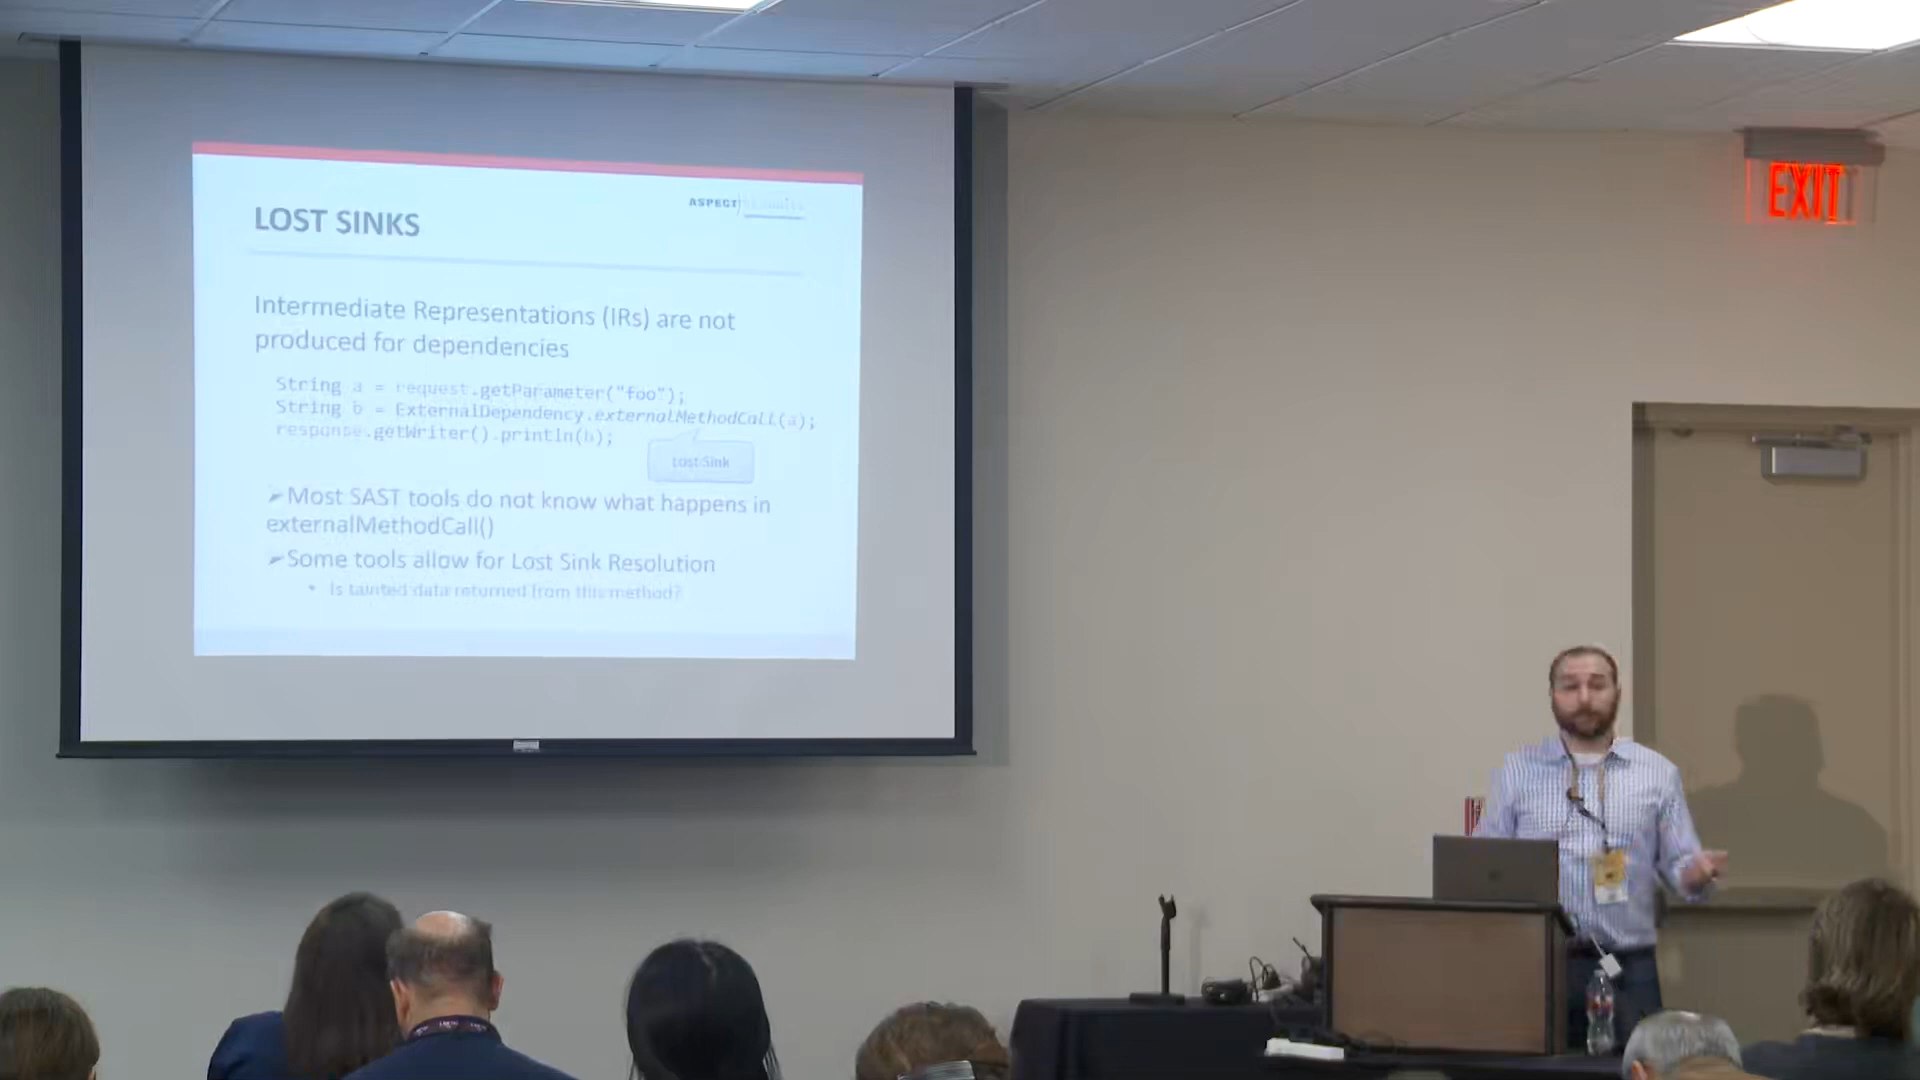 ASPECT
LOST SINKS
Intermediate Representations (IRs) are not
produced for dependencies
String a = request.getParameter("foo");
String b = ExternalDependency.externalMethodCall(a);
response.getWriter().println(b);
Lost Sink
➢Most SAST tools do not know what happens in
externalMethodCall()
➢Some tools allow for Lost Sink Resolution
• Is tainted data returned from this method?
EXIT